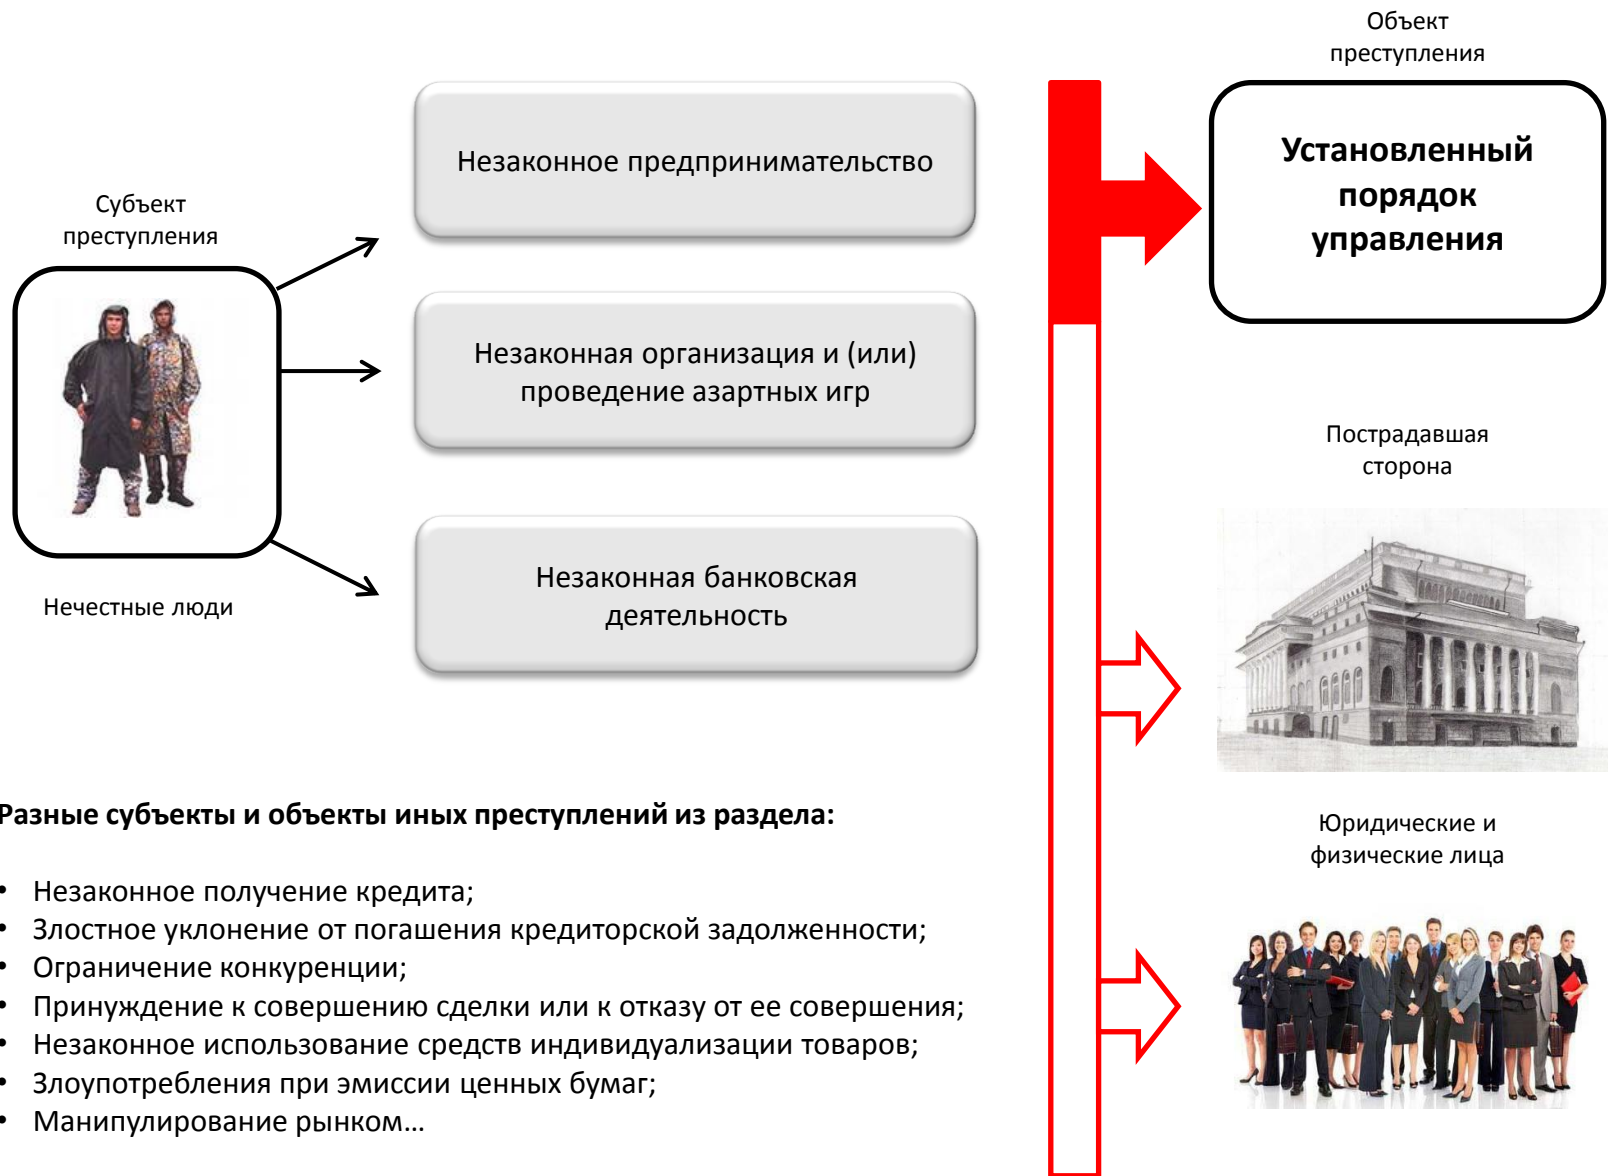 Объект
преступления
Установленный
порядок
управления
Незаконное предпринимательство
Субъект
преступления
Незаконная организация и (или)
проведение азартных игр
Пострадавшая
сторона
Незаконная банковская
деятельность
Нечестные люди
Разные субъекты и объекты иных преступлений из раздела:
Юридические и
физические лица
• Незаконное получение кредита;
• Злостное уклонение от погашения кредиторской задолженности;
• Ограничение конкуренции;
• Принуждение к совершению сделки или к отказу от ее совершения;
• Незаконное использование средств индивидуализации товаров;
• Злоупотребления при эмиссии ценных бумаг;
• Манипулирование рынком…